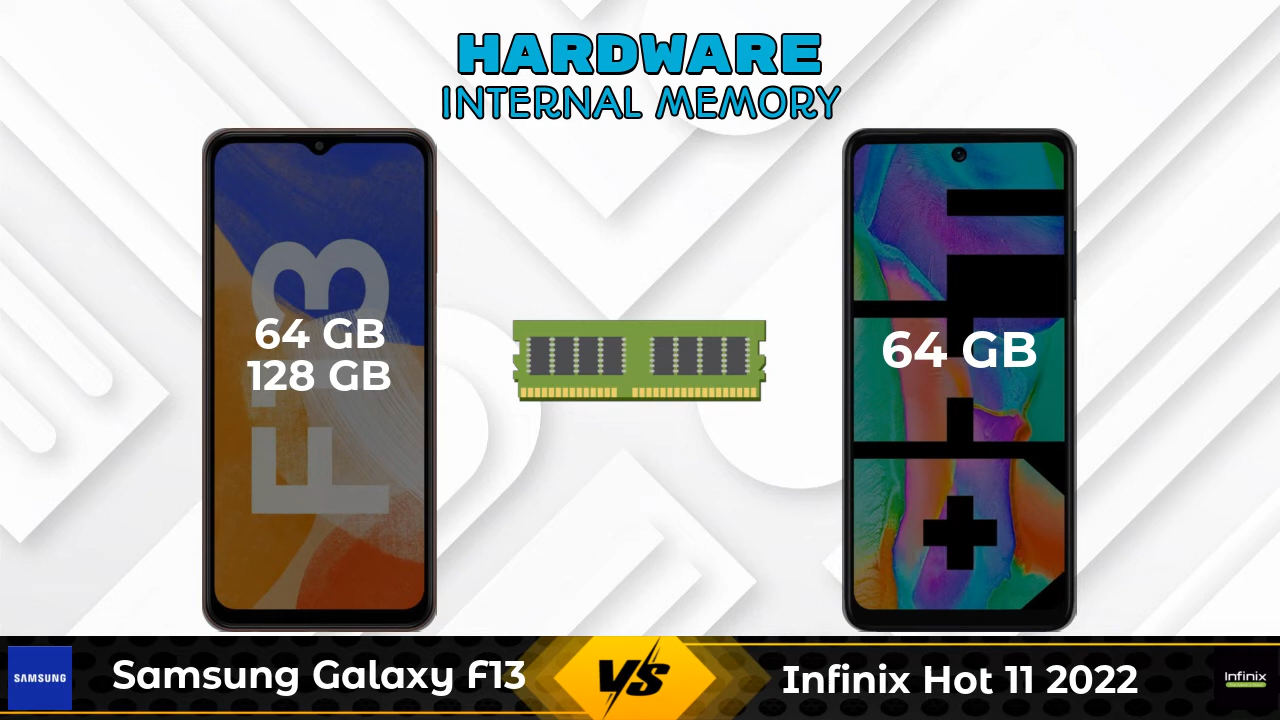 HARDWARE
INTERNAL MEMORY
F13
64 GB
128 GB
64 GB
SAMSUNG
Samsung Galaxy F13
VS
Infinix Hot 11 2022
Infinix